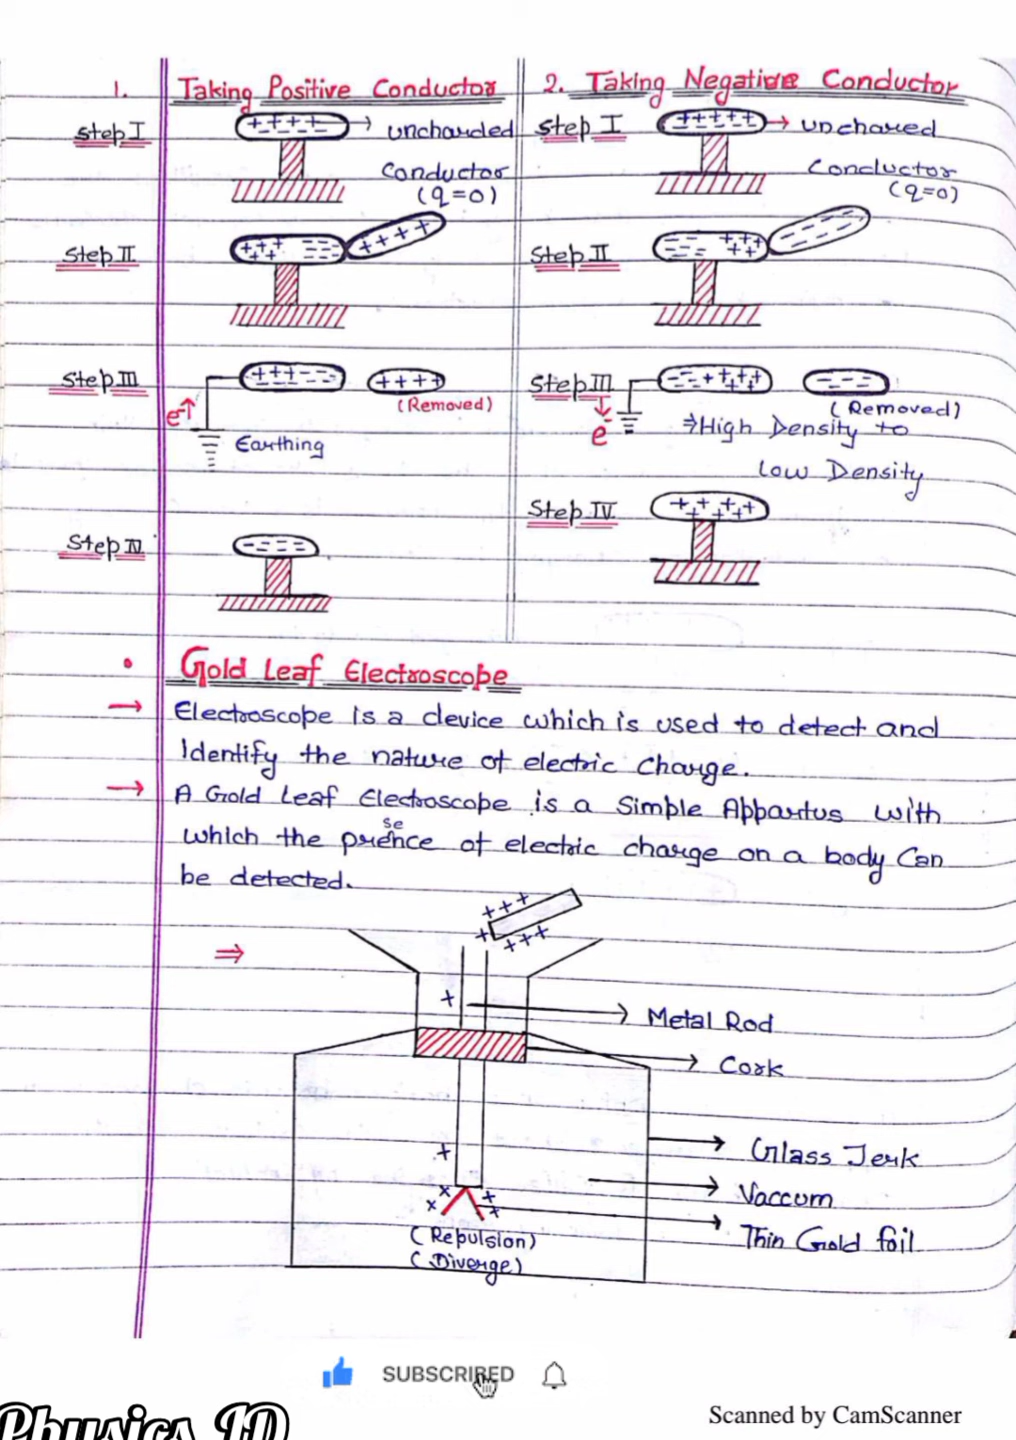 1. Taking Positive Conductor
Step I
++++
----
→ uncharded
Conductor
(q=0)
Step II
+++
+++
---
---
++++
Step III
+++---
++++
(Removed)
e-↑
Earthing
Step IV
---
---
2. Taking Negative Conductor
Step I
+++++
-----
→ unchared
Conductor
(q=0)
Step II
---
+++
+++
---
Step III
---
++++
---
(Removed)
↓
e-
⇒High Density to
Low Density
Step IV
++++
+++
• Gold Leaf Electroscope
→ Electroscope is a device which is used to detect and
Identify the nature of electric Charge.
→ A Gold Leaf Electroscope is a Simple Appartus with
which the presence of electric charge on a body Can
be detected.
⇒
+++
+
+++
+
Metal Rod
Cork
+
Glass Jerk
Vaccum
x
x
+
+
Thin Gold foil
(Repulsion)
(Diverge)
SUBSCRIBED
Physics ID
Scanned by CamScanner